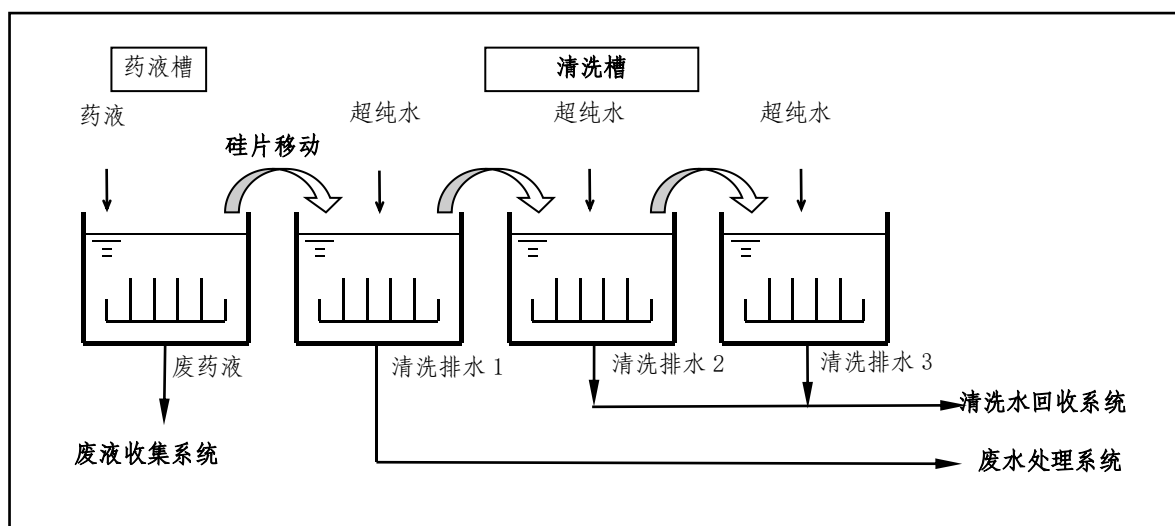 药液槽
清洗槽
药液
超纯水
超纯水
超纯水
硅片移动
废药液
清洗排水 1
清洗排水 2
清洗排水 3
清洗水回收系统
废液收集系统
废水处理系统